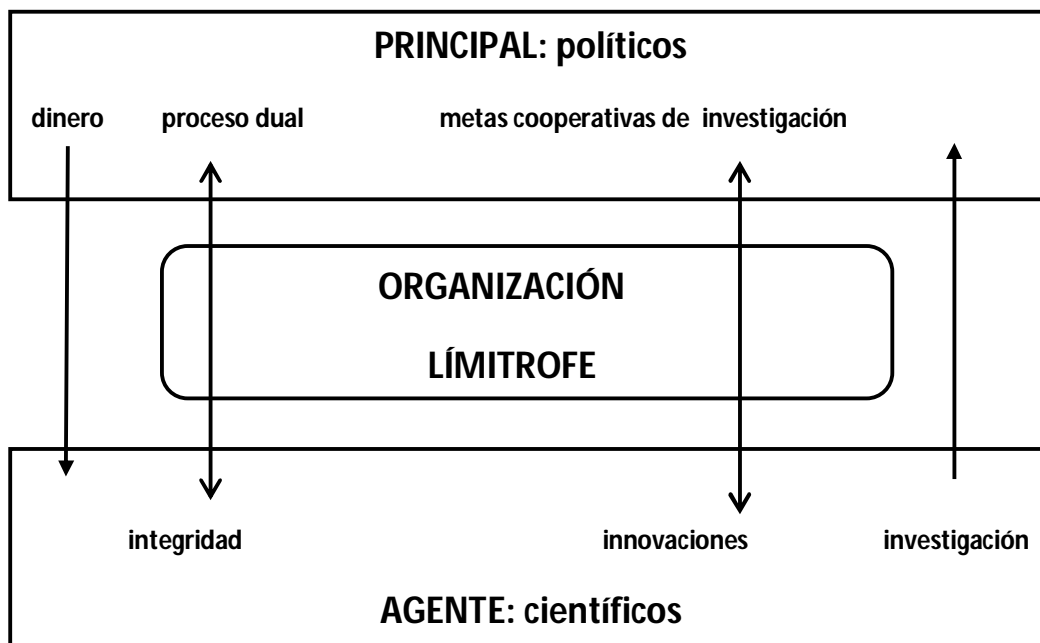 PRINCIPAL: políticos
dinero proceso dual metas cooperativas de investigación
ORGANIZACIÓN
LÍMITROFE
integridad innovaciones investigación
AGENTE: científicos